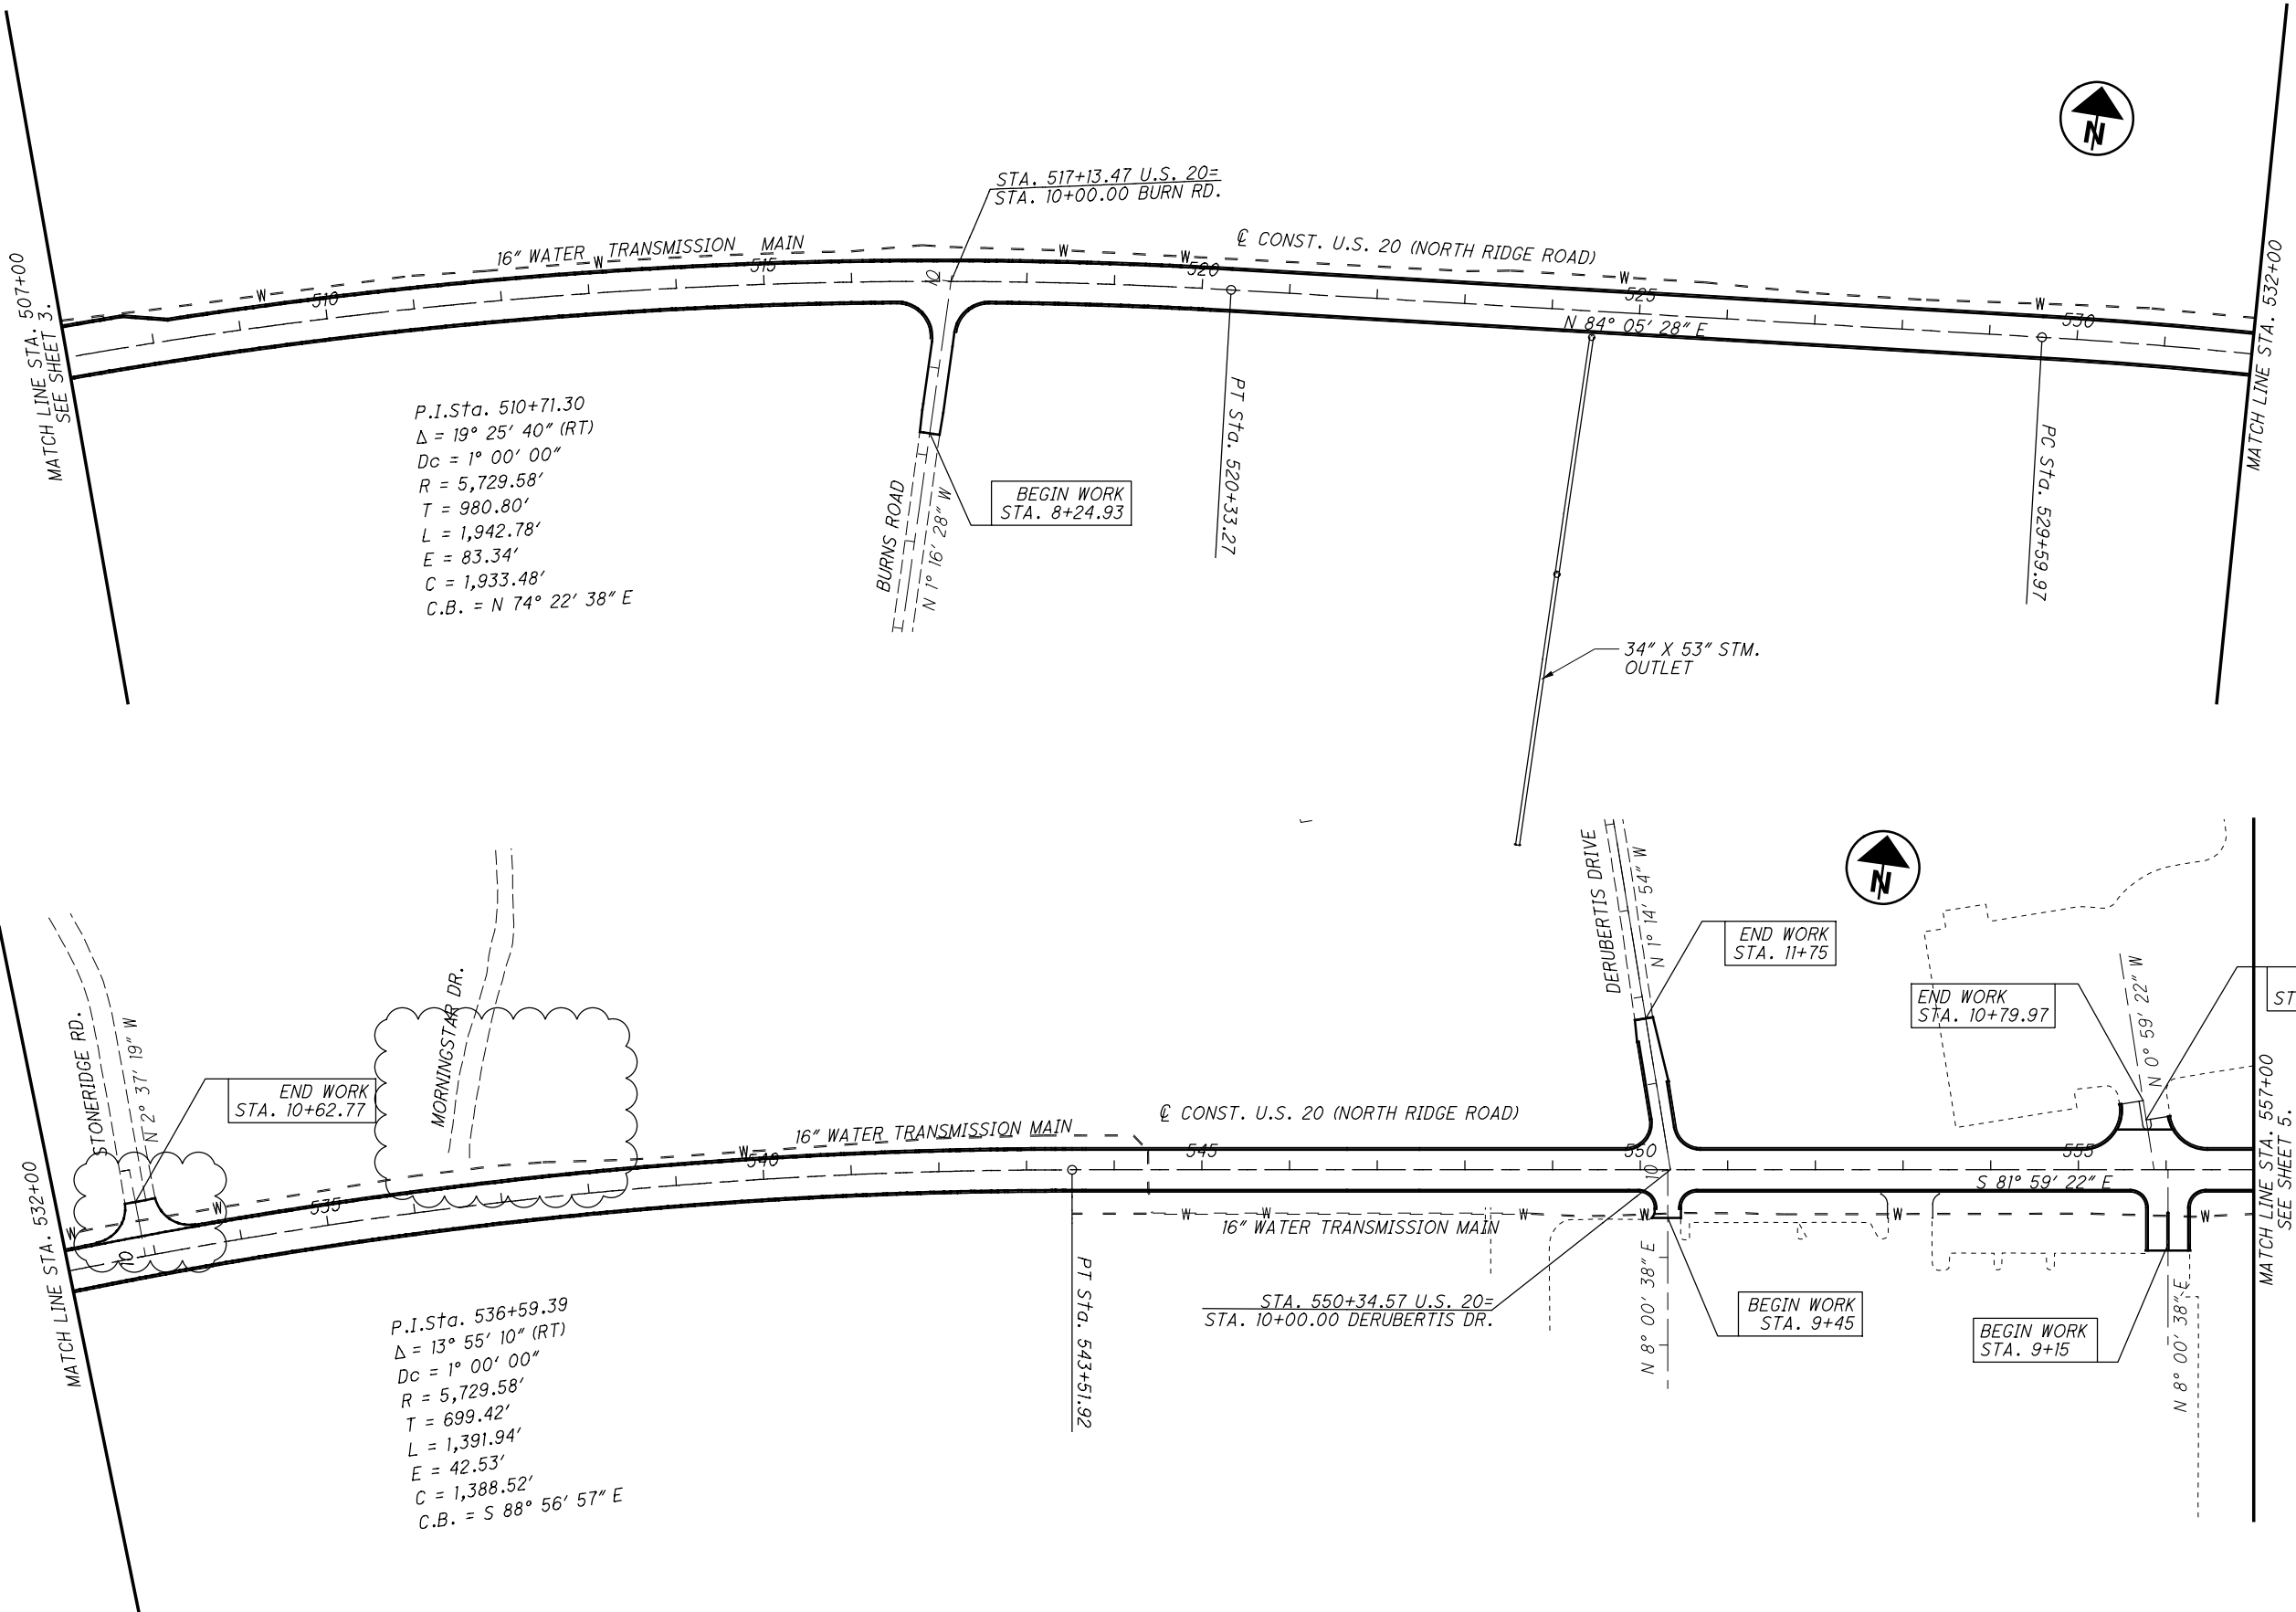 N
STA. 517+13.47 U.S. 20=
STA. 10+00.00 BURN RD.
16" WATER TRANSMISSION MAIN
W
W
W
W
W
W
℄ CONST. U.S. 20 (NORTH RIDGE ROAD)
510
515
10
520
525
530
N 84° 05' 28" E
MATCH LINE STA. 507+00
SEE SHEET 3.
MATCH LINE STA. 532+00
P.I.Sta. 510+71.30
Δ = 19° 25' 40" (RT)
Dc = 1° 00' 00"
R = 5,729.58'
T = 980.80'
L = 1,942.78'
E = 83.34'
C = 1,933.48'
C.B. = N 74° 22' 38" E
BURNS ROAD
N 1° 16' 28" W
BEGIN WORK
STA. 8+24.93
PT Sta. 520+33.27
PC Sta. 529+59.97
34" X 53" STM.
OUTLET
N
DERUBERTIS DRIVE
N 1° 14' 54" W
END WORK
STA. 11+75
END WORK
STA. 10+79.97
N 0° 59' 22" W
ST
STONERIDGE RD.
N 2° 37' 19" W
END WORK
STA. 10+62.77
MORNINGSTAR DR.
16" WATER TRANSMISSION MAIN
℄ CONST. U.S. 20 (NORTH RIDGE ROAD)
W
W
W
10
535
540
545
550
10
555
S 81° 59' 22" E
W
W
W
W
W
W
16" WATER TRANSMISSION MAIN
MATCH LINE STA. 532+00
MATCH LINE STA. 557+00
SEE SHEET 5.
P.I.Sta. 536+59.39
Δ = 13° 55' 10" (RT)
Dc = 1° 00' 00"
R = 5,729.58'
T = 699.42'
L = 1,391.94'
E = 42.53'
C = 1,388.52'
C.B. = S 88° 56' 57" E
PT Sta. 543+51.92
STA. 550+34.57 U.S. 20=
STA. 10+00.00 DERUBERTIS DR.
N 8° 00' 38" E
BEGIN WORK
STA. 9+45
BEGIN WORK
STA. 9+15
N 8° 00' 38" E